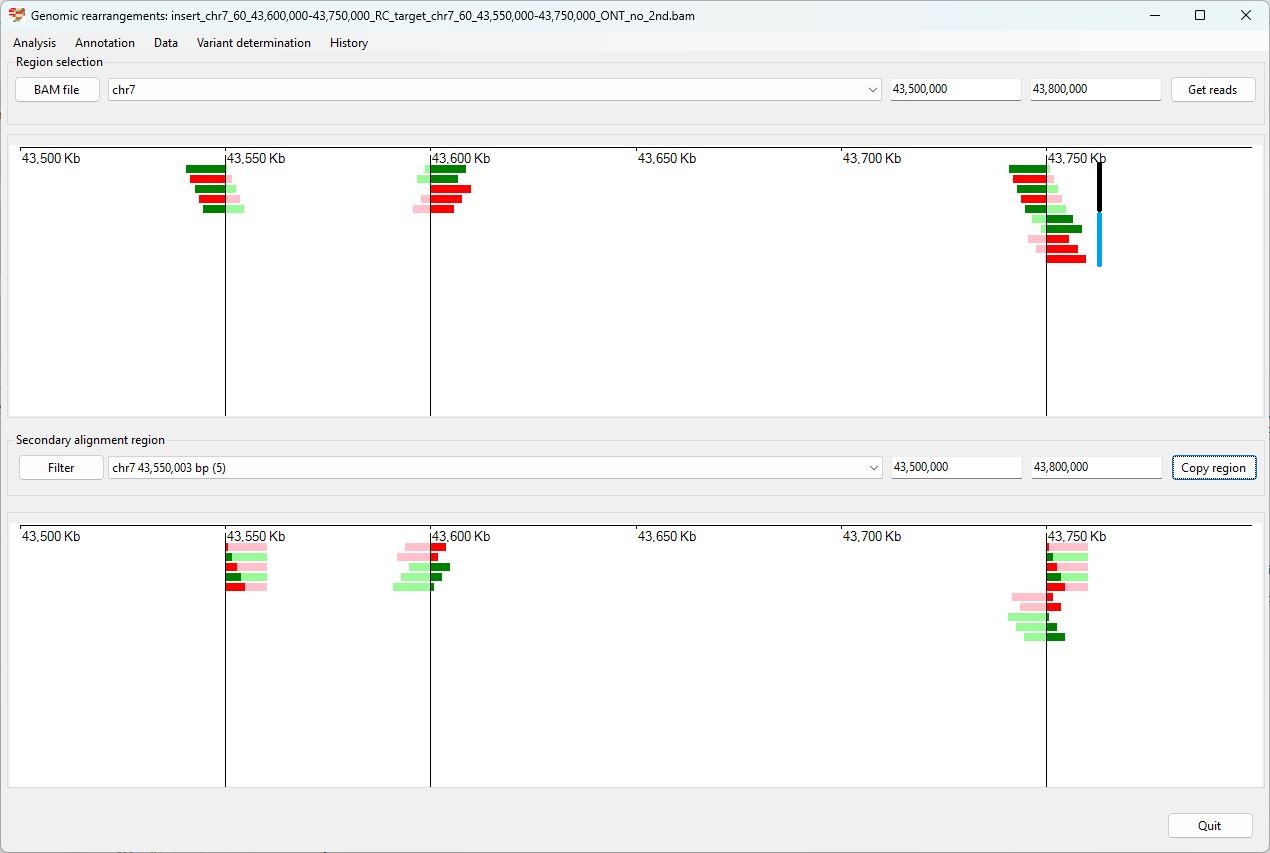 Genomic rearrangements: insert_chr7_60_43,600,000-43,750,000_RC_target_chr7_60_43,550,000-43,750,000_ONT_no_2nd.bam
Analysis Annotation Data Variant determination History
Region selection
BAM file chr7 43,500,000 43,800,000 Get reads
43,500 Kb 43,550 Kb 43,600 Kb 43,650 Kb 43,700 Kb 43,750 Kb
Secondary alignment region
Filter chr7 43,550,003 bp (5) 43,500,000 43,800,000 Copy region
43,500 Kb 43,550 Kb 43,600 Kb 43,650 Kb 43,700 Kb 43,750 Kb
Quit